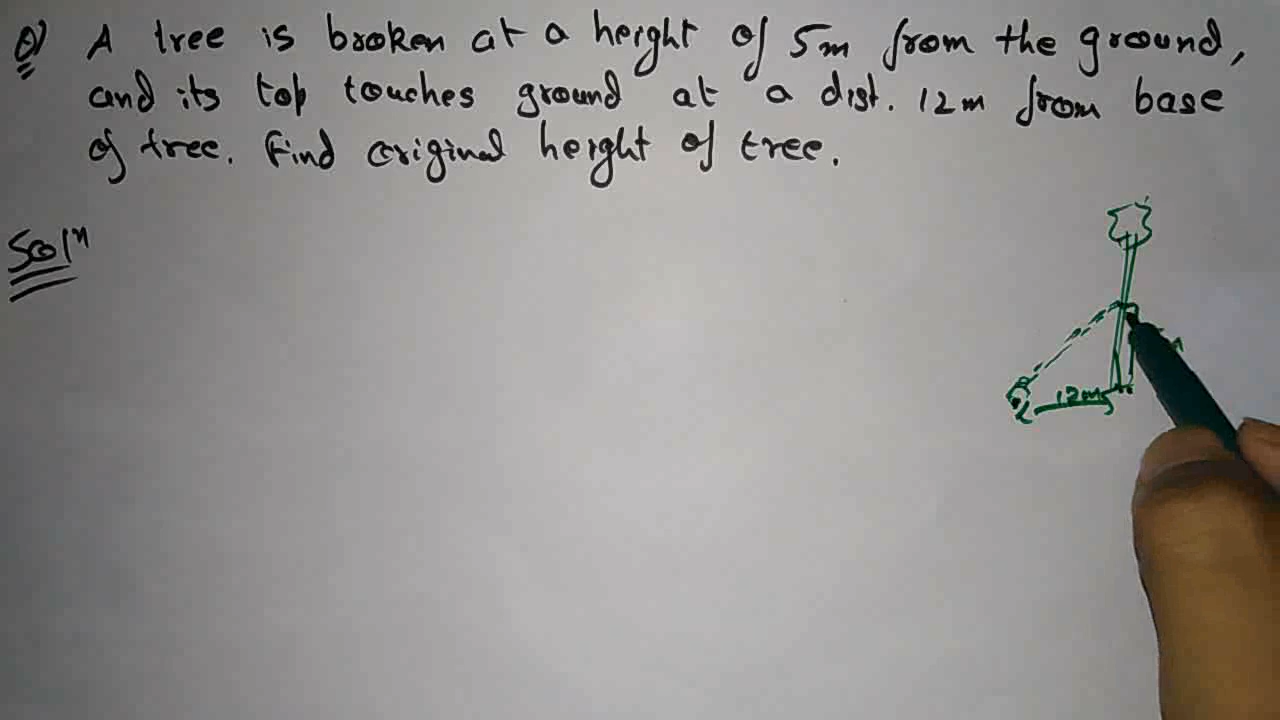 Q) A tree is broken at a height of 5m from the ground,
and its top touches ground at a dist. 12m from base
of tree. Find original height of tree.
Solⁿ
12m